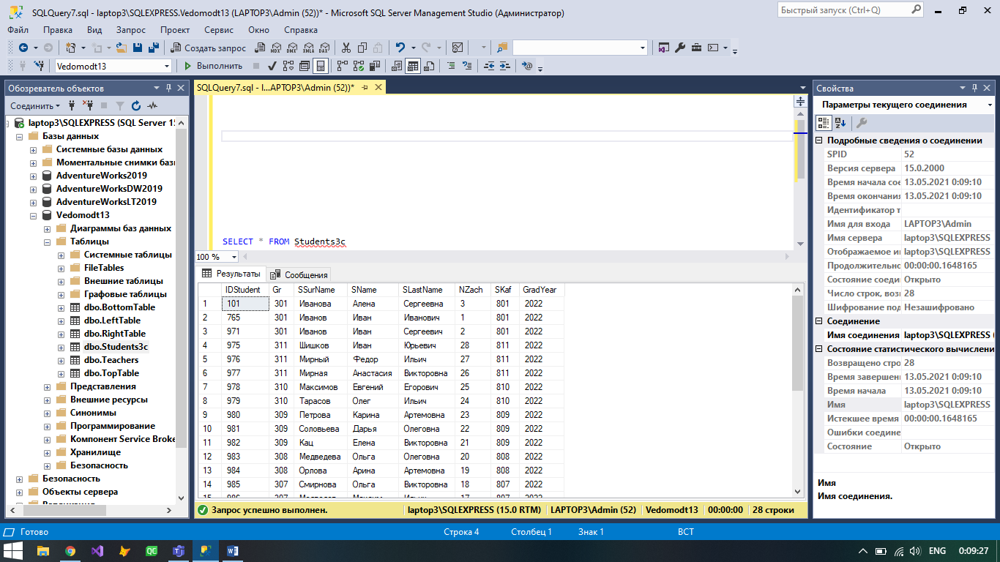 SQLQuery7.sql - laptop3\SQLEXPRESS.Vedomodt13 (LAPTOP3\Admin (52))* - Microsoft SQL Server Management Studio (Администратор)
Быстрый запуск (Ctrl+Q)
Файл Правка Вид Запрос Проект Сервис Окно Справка
Создать запрос MDX DMX XMLA DAX
Vedomodt13 Выполнить
Обозреватель объектов
Соединить
laptop3\SQLEXPRESS (SQL Server 1
Базы данных
Системные базы данных
Моментальные снимки баз
AdventureWorks2019
AdventureWorksDW2019
AdventureWorksLT2019
Vedomodt13
Диаграммы баз данных
Таблицы
Системные таблицы
FileTables
Внешние таблицы
Графовые таблицы
dbo.BottomTable
dbo.LeftTable
dbo.RightTable
dbo.Students3c
dbo.Teachers
dbo.TopTable
Представления
Внешние ресурсы
Синонимы
Программирование
Компонент Service Broke
Хранилище
Безопасность
Безопасность
Объекты сервера
SQLQuery7.sql - l...APTOP3\Admin (52))*
SELECT * FROM Students3c
100 %
Результаты Сообщения
IDStudent Gr SSurName SName SLastName NZach SKaf GradYear
1 101 301 Иванова Алена Сергеевна 3 801 2022
2 765 301 Иванов Иван Иванович 1 801 2022
3 971 301 Иванов Иван Сергеевич 2 801 2022
4 975 311 Шишков Иван Юрьевич 28 811 2022
5 976 311 Мирный Федор Ильич 27 811 2022
6 977 311 Мирная Анастасия Викторовна 26 811 2022
7 978 310 Максимов Евгений Егорович 25 810 2022
8 979 310 Тарасов Олег Ильич 24 810 2022
9 980 309 Петрова Карина Артемовна 23 809 2022
10 981 309 Соловьева Дарья Олеговна 22 809 2022
11 982 309 Кац Елена Викторовна 21 809 2022
12 983 308 Медведева Ольга Олеговна 20 808 2022
13 984 308 Орлова Арина Артемовна 19 808 2022
14 985 307 Смирнова Ольга Викторовна 18 807 2022
Запрос успешно выполнен. laptop3\SQLEXPRESS (15.0 RTM) LAPTOP3\Admin (52) Vedomodt13 00:00:00 28 строки
Свойства
Параметры текущего соединения
Подробные сведения о соединении
SPID 52
Версия сервера 15.0.2000
Время начала сое 13.05.2021 0:09:10
Время окончания 13.05.2021 0:09:10
Идентификатор т
Имя для входа LAPTOP3\Admin
Имя сервера laptop3\SQLEXPRESS
Отображаемое и laptop3\SQLEXPRESS
Продолжительно 00:00:00.1648165
Состояние соеди Открыто
Число строк, воз 28
Шифрование под Незашифровано
Соединение
Имя соединения laptop3\SQLEXPRESS (
Состояние статистического вычислени
Возвращено стро 28
Время завершен 13.05.2021 0:09:10
Время начала 13.05.2021 0:09:10
Имя laptop3\SQLEXPRESS
Истекшее время 00:00:00.1648165
Ошибки соедине
Состояние Открыто
Имя
Имя соединения.
Готово Строка 4 Столбец 1 Знак 1 ВСТ
QC ENG 0:09:27